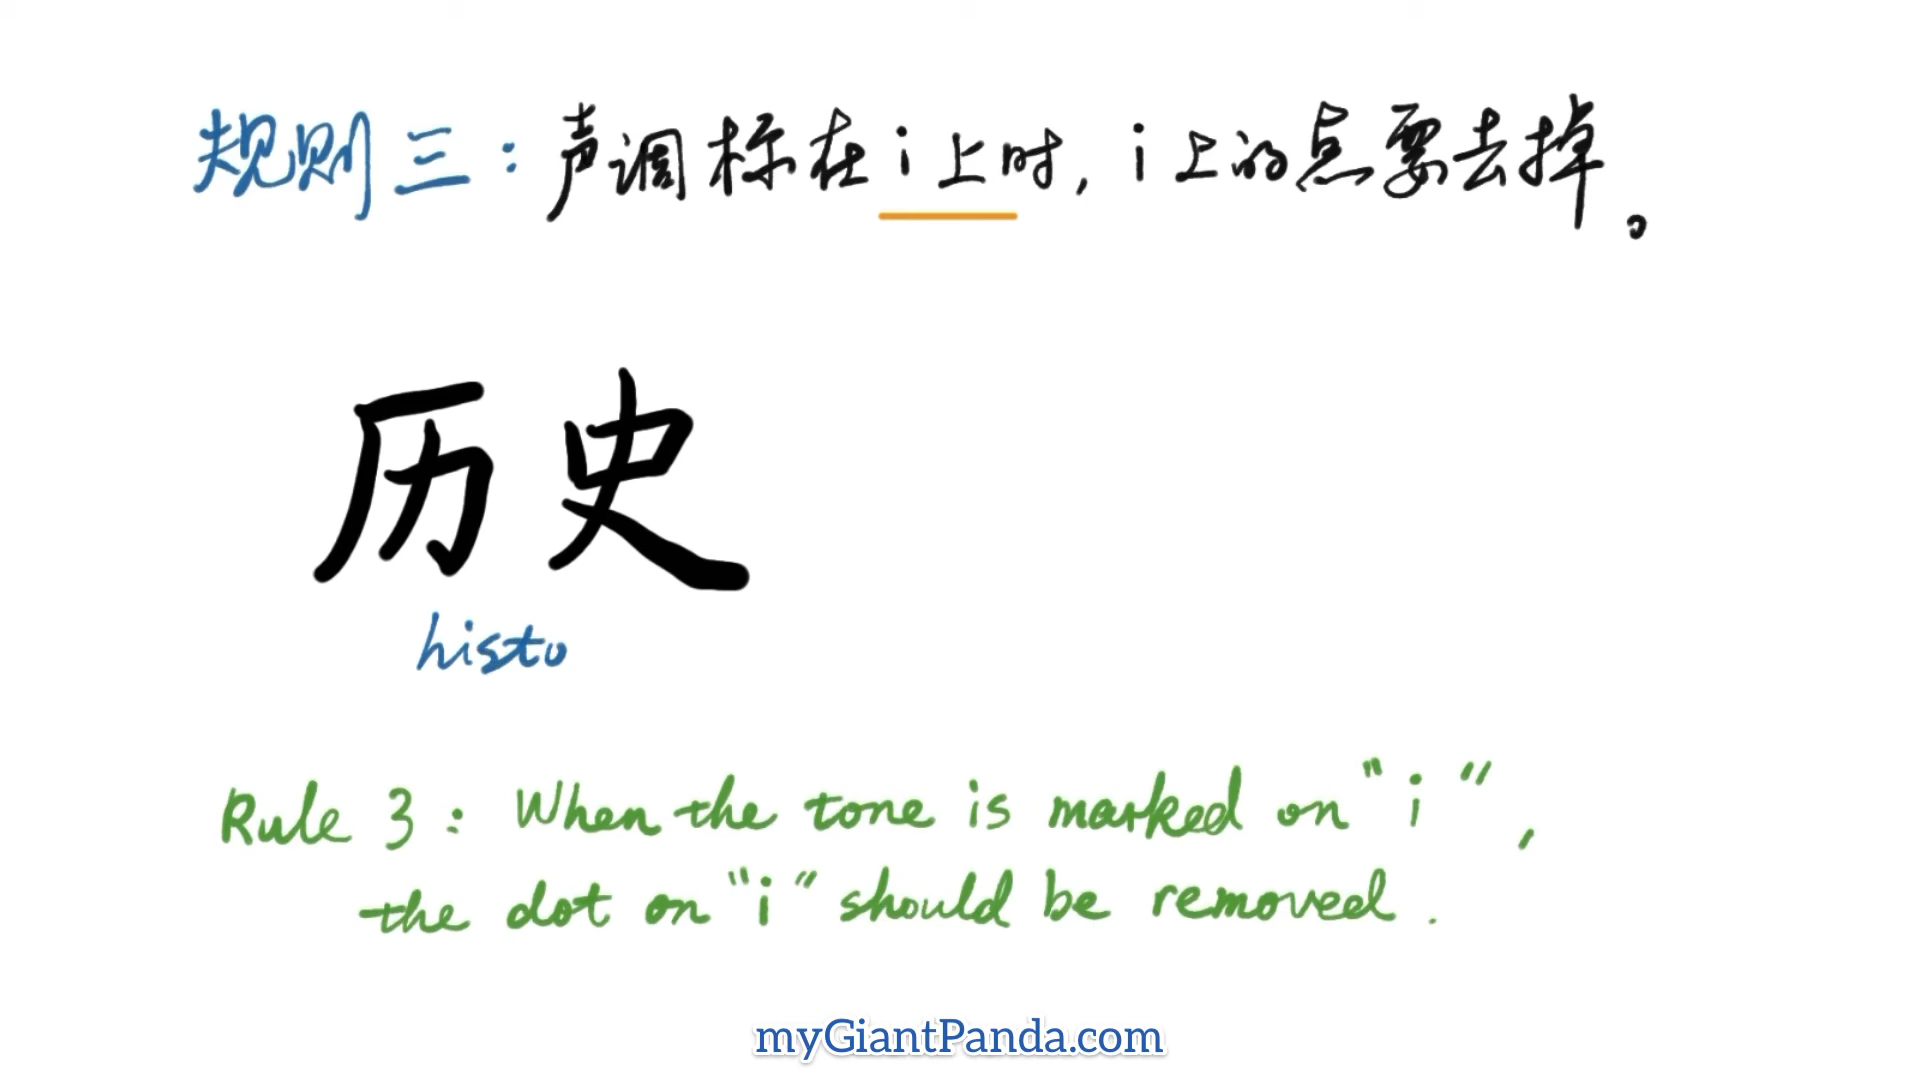 规则三：声调标在i上时，i上的点要去掉。
历史
histo
Rule 3: When the tone is marked on "i",
the dot on "i" should be removed.
myGiantPanda.com